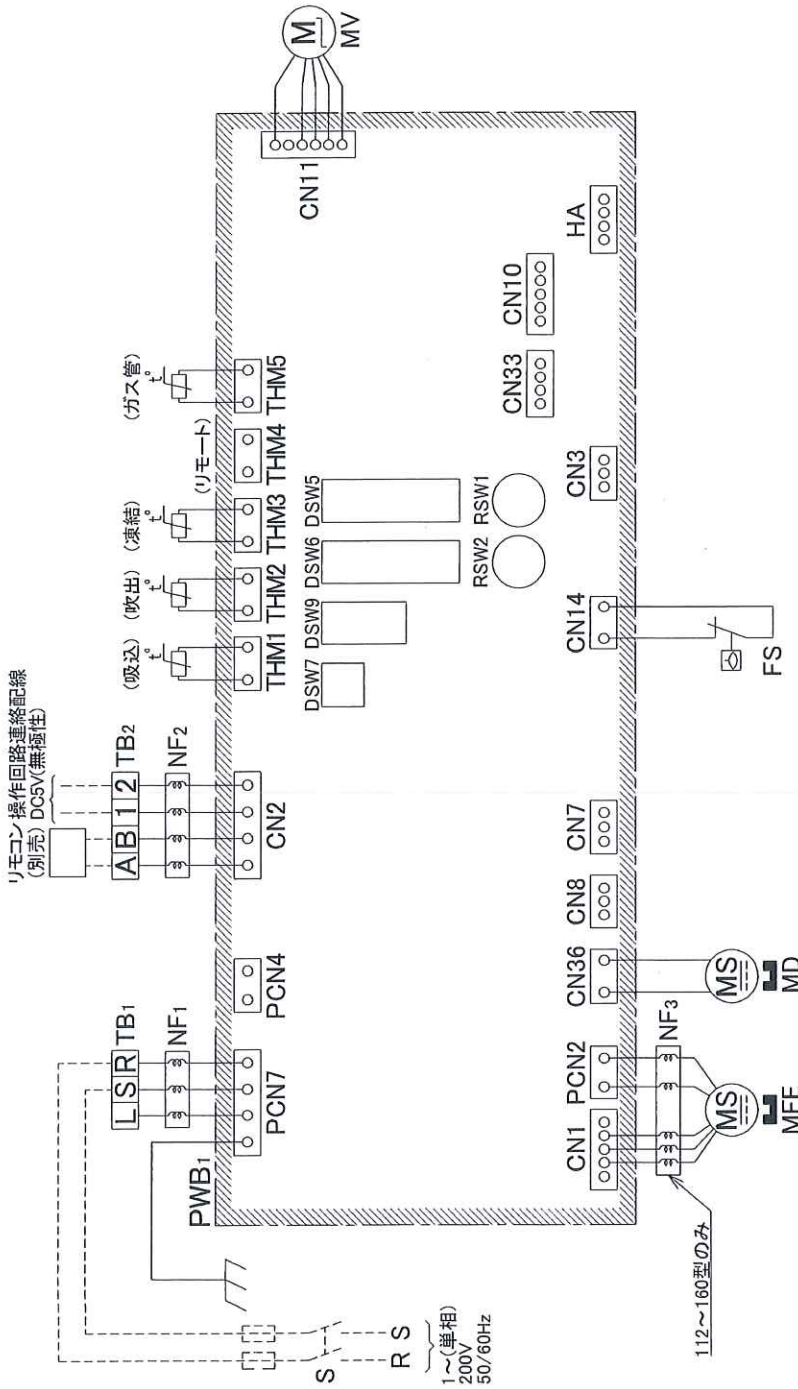 リモコン
(別売)
操作回路連絡配線
DC5V(無極性)
A B 1 2 TB2
NF2
CN2
L S R TB1
NF1
PCN7
PCN4
PWB1
(吸込)
t°
THM1
(吹出)
t°
THM2
(凍結)
t°
THM3
(リモート)
THM4
(ガス管)
t°
THM5
CN11
M
MV
DSW7
DSW9
DSW6
DSW5
RSW2
RSW1
CN33
CN10
HA
CN3
CN14
FS
CN7
CN8
CN36
MS
MD
PCN2
CN1
NF3
MS
MFF
112~160型のみ
S
R S
1~(単相)
200V
50/60Hz